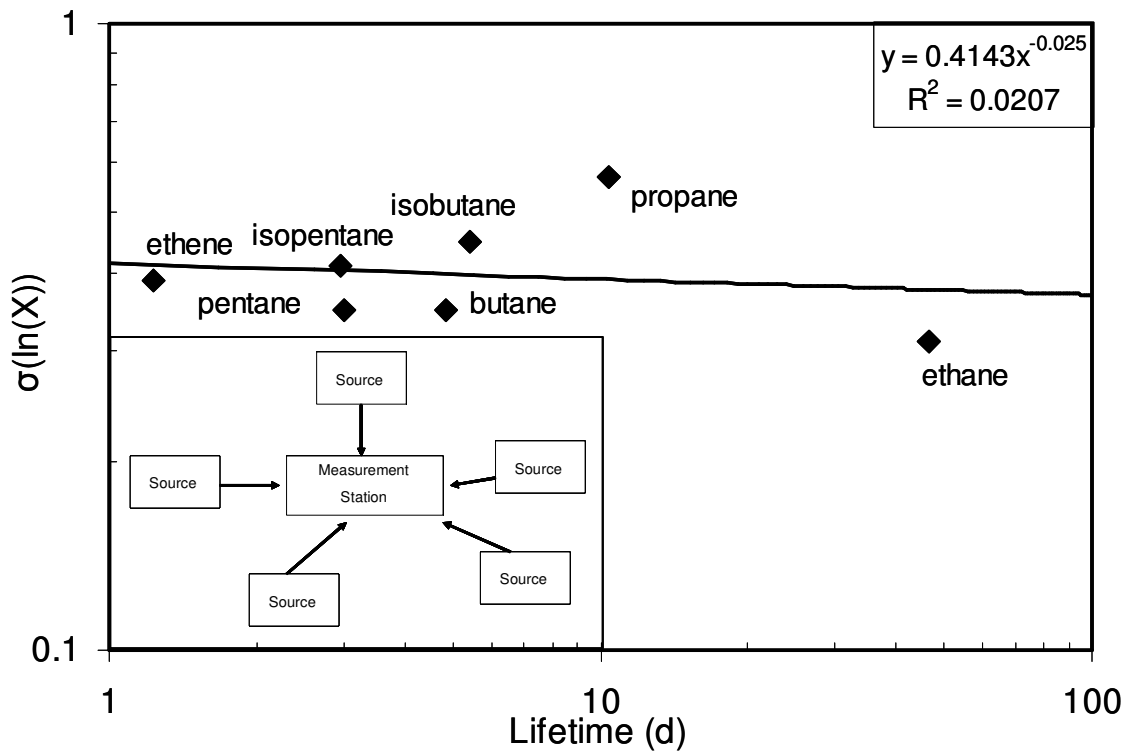 1
y = 0.4143x^-0.025
R^2 = 0.0207
propane
isobutane
ethene
isopentane
pentane
butane
ethane
σ(ln(X))
Source
Measurement
Station
Source
Source
Source
Source
0.1
1
10
100
Lifetime (d)